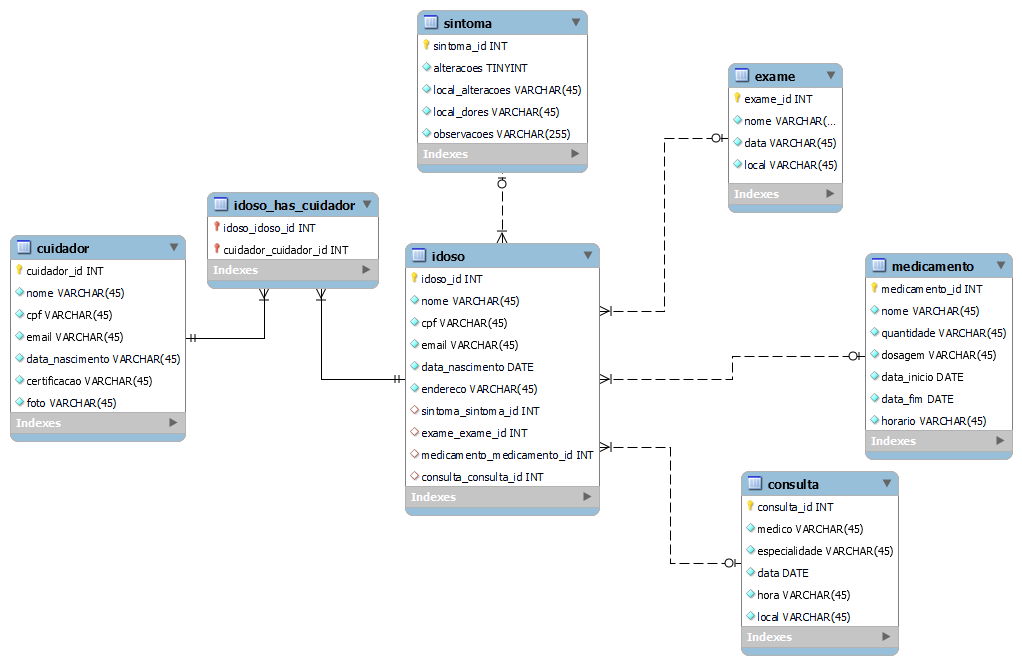 sintoma
sintoma_id INT
alteracoes TINYINT
local_alteracoes VARCHAR(45)
local_dores VARCHAR(45)
observacoes VARCHAR(255)
Indexes
exame
exame_id INT
nome VARCHAR(...
data VARCHAR(45)
local VARCHAR(45)
Indexes
idoso_has_cuidador
idoso_idoso_id INT
cuidador_cuidador_id INT
Indexes
cuidador
cuidador_id INT
nome VARCHAR(45)
cpf VARCHAR(45)
email VARCHAR(45)
data_nascimento VARCHAR(45)
certificacao VARCHAR(45)
foto VARCHAR(45)
Indexes
idoso
idoso_id INT
nome VARCHAR(45)
cpf VARCHAR(45)
email VARCHAR(45)
data_nascimento DATE
endereco VARCHAR(45)
sintoma_sintoma_id INT
exame_exame_id INT
medicamento_medicamento_id INT
consulta_consulta_id INT
Indexes
medicamento
medicamento_id INT
nome VARCHAR(45)
quantidade VARCHAR(45)
dosagem VARCHAR(45)
data_inicio DATE
data_fim DATE
horario VARCHAR(45)
Indexes
consulta
consulta_id INT
medico VARCHAR(45)
especialidade VARCHAR(45)
data DATE
hora VARCHAR(45)
local VARCHAR(45)
Indexes